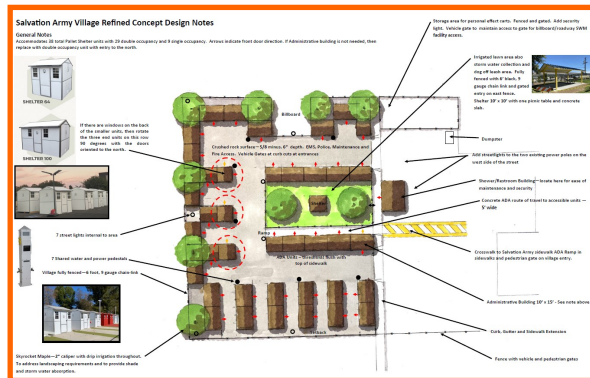 Salvation Army Village Refined Concept Design Notes
General Notes
Accommodates 38 total Pallet Shelter units with 29 double occupancy and 9 single occupancy. Arrows indicate front door direction. If Administrative Building is not needed, then
replace with double occupancy unit with entry to the north.
Storage area for personal effect carts. Fenced and gated. Add security
light. Vehicle gate to maintain access to gate for billboard/roadway SWM
facility access.
Irrigated lawn area also
storm water collection and
dog off leash area. Fully
fenced with 6' black, 9
gauge chain link and gated
entry on east fence.
Shelter 10' x 10' with one picnic table and concrete
slab.
SHELTER 64
SHELTER 100
If there are windows on the back
of the smaller units, then rotate
the three end units on this row
90 degrees with the doors
oriented to the north.
Billboard
Crushed rock surface—5/8 minus, 6" depth. EMS, Police, Maintenance and
Fire Access. Vehicle Gates at curb cuts at entrances
Dumpster
Add streetlights to the two existing power poles on the
west side of the street
Shower/Restroom Building—locate here for ease of
maintenance and security
Shelter
Concrete ADA route of travel to accessible units —
5' wide
7 street lights internal to area
Ramp
Crosswalk to Salvation Army sidewalk ADA Ramp in
sidewalks and pedestrian gate on village entry.
ADA Units – threshold flush with
top of sidewalk
7 Shared water and power pedestals
Village fully fenced—6 foot, 9 gauge chain-link
Administrative Building 10' x 15' - See note above
Curb, Gutter and Sidewalk Extension
Setback
Skyrocket Maple—2" caliper with drip irrigation throughout.
To address landscaping requirements and to provide shade
and storm water absorption.
Fence with vehicle and pedestrian gates